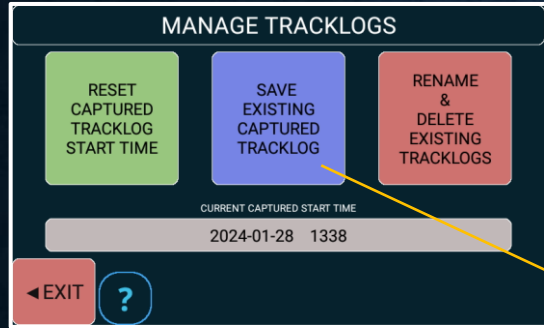 MANAGE TRACKLOGS
RESET
CAPTURED
TRACKLOG
START TIME
SAVE
EXISTING
CAPTURED
TRACKLOG
RENAME
&
DELETE
EXISTING
TRACKLOGS
CURRENT CAPTURED START TIME
2024-01-28 1338
◄EXIT
?